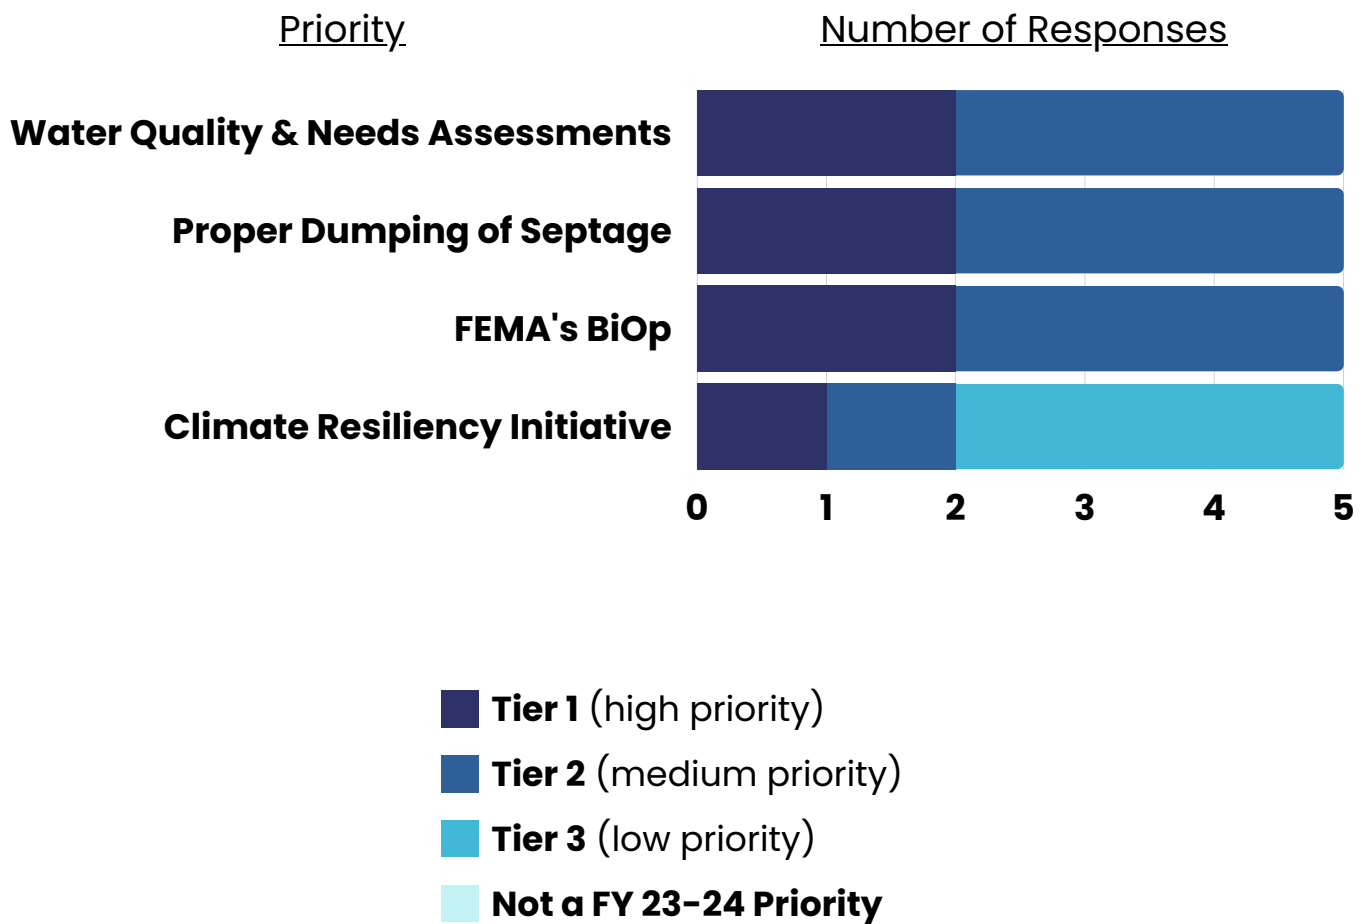 Priority Number of Responses
Water Quality & Needs Assessments
Proper Dumping of Septage
FEMA's BiOp
Climate Resiliency Initiative
0 1 2 3 4 5
Tier 1 (high priority)
Tier 2 (medium priority)
Tier 3 (low priority)
Not a FY 23-24 Priority